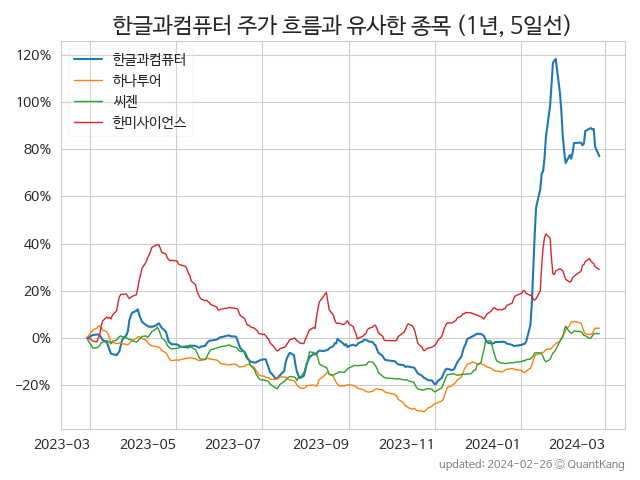 한글과컴퓨터 주가 흐름과 유사한 종목 (1년, 5일선)
한글과컴퓨터
하나투어
씨젠
한미사이언스
120%
100%
80%
60%
40%
20%
0%
−20%
2023−03
2023−05
2023−07
2023−09
2023−11
2024−01
2024−03
updated: 2024-02-26 © QuantKang